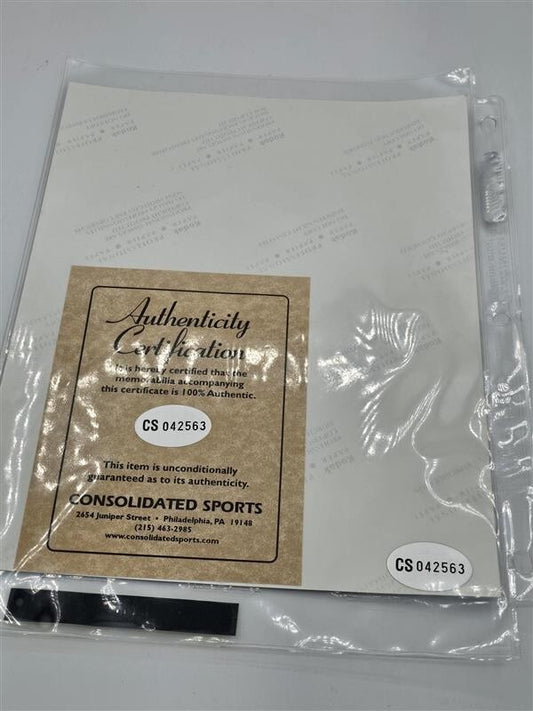 Authenticity
Certification
It is hereby certified that the
memorabilia accompanying
this certificate is 100% Authentic.
CS 042563
This item is unconditionally
guaranteed as to its authenticity.
CONSOLIDATED SPORTS
2654 Juniper Street • Philadelphia, PA 19148
(215) 463-2985
www.consolidatedsports.com
CS 042563